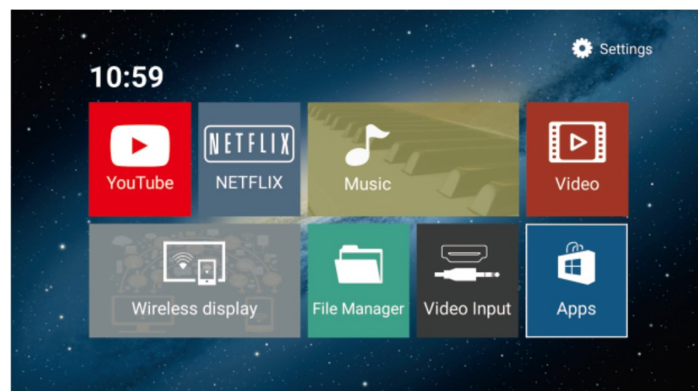 Settings
10:59
NETFLIX
YouTube
NETFLIX
Music
Video
Wireless display
File Manager
Video Input
Apps